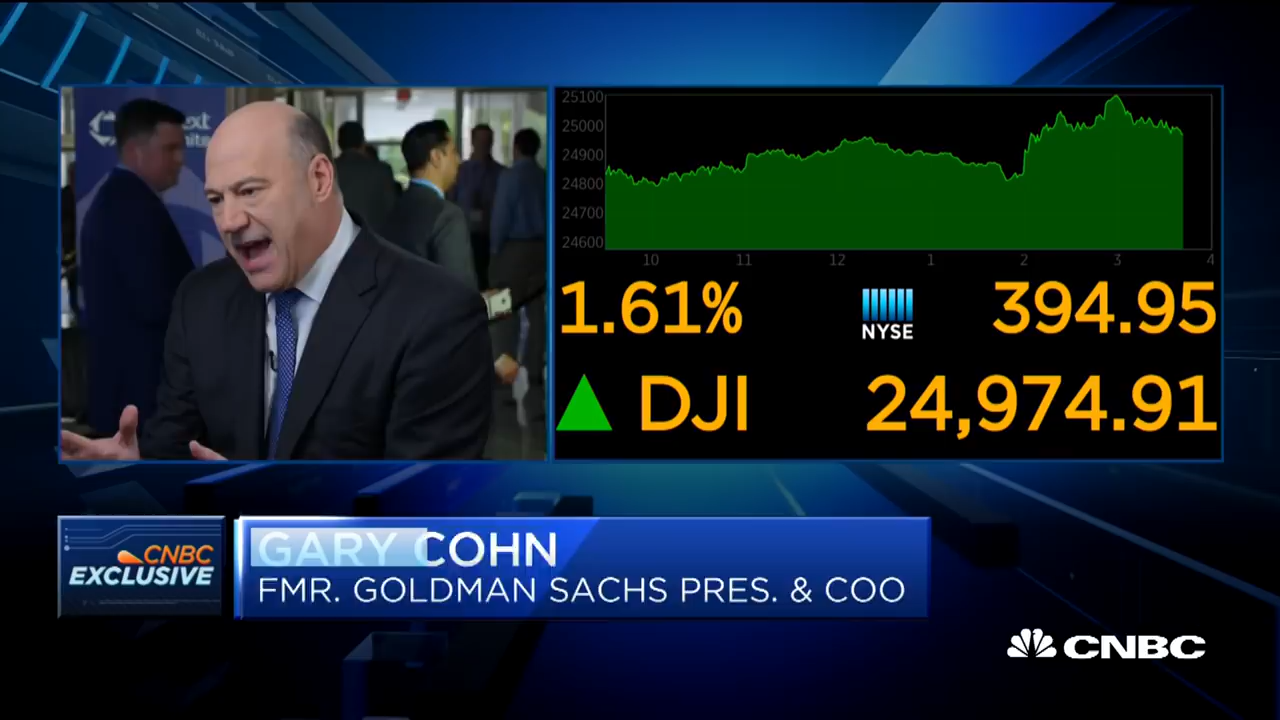 ext
25100
25000
24900
24800
24700
24600
10 11 12 1 2 3 4
1.61% NYSE 394.95
DJI 24,974.91
CNBC
EXCLUSIVE
GARY COHN
FMR. GOLDMAN SACHS PRES. & COO
CNBC